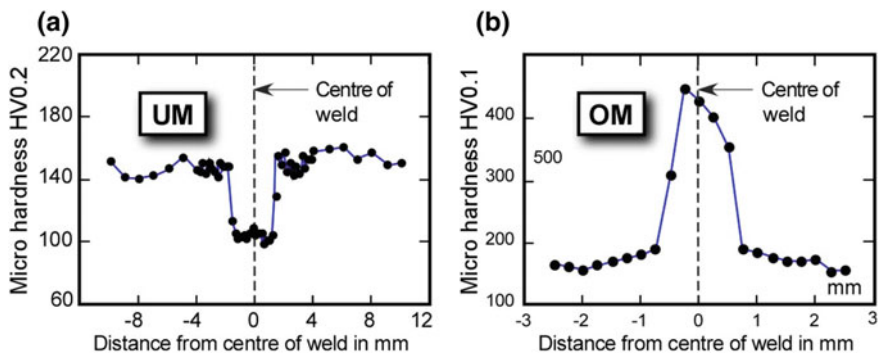 (a)
Micro hardness HV0.2
220
180
140
100
60
UM
Centre of
weld
-8 -4 0 4 8 12
Distance from centre of weld in mm
(b)
Micro hardness HV0.1
400
300
200
100
500
OM
Centre of
weld
mm
-3 -2 -1 0 1 2 3
Distance from centre of weld in mm